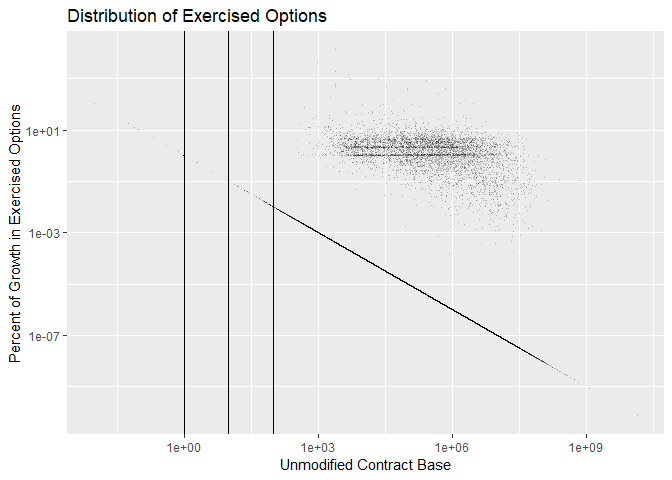 Distribution of Exercised Options
Percent of Growth in Exercised Options
1e+01
1e-03
1e-07
1e+00
1e+03
1e+06
1e+09
Unmodified Contract Base